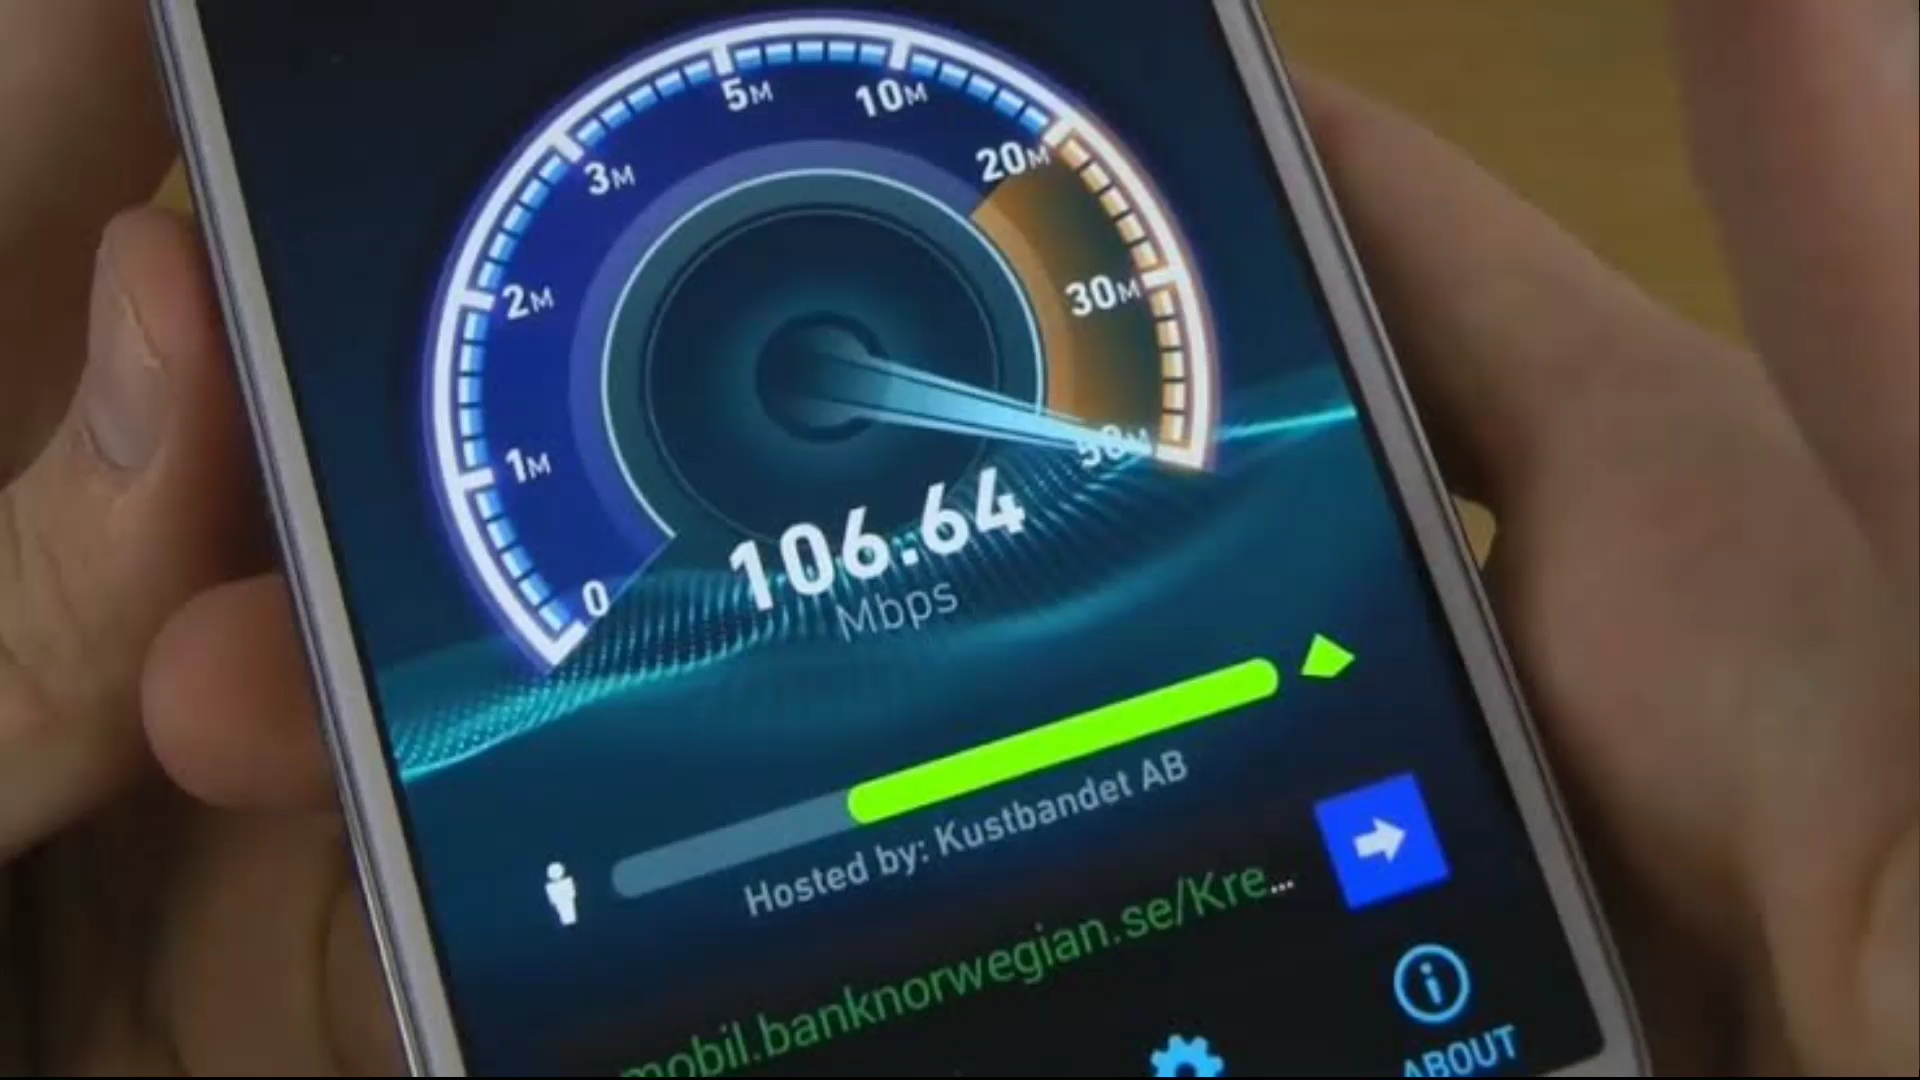 5M
10M
3M
20M
2M
30M
1M
50M
0
106.64
Mbps
Hosted by: Kustbandet AB
mobil.banknorwegian.se/Kre...
ABOUT